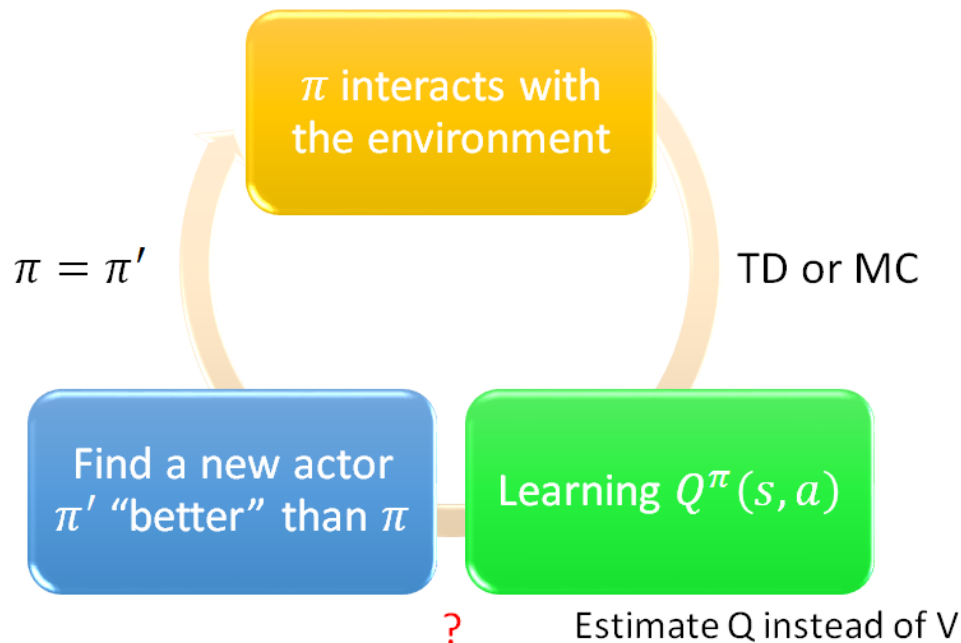 π interacts with
the environment
π = π′
TD or MC
Find a new actor
π′ “better” than π
Learning Q^π(s, a)
?
Estimate Q instead of V